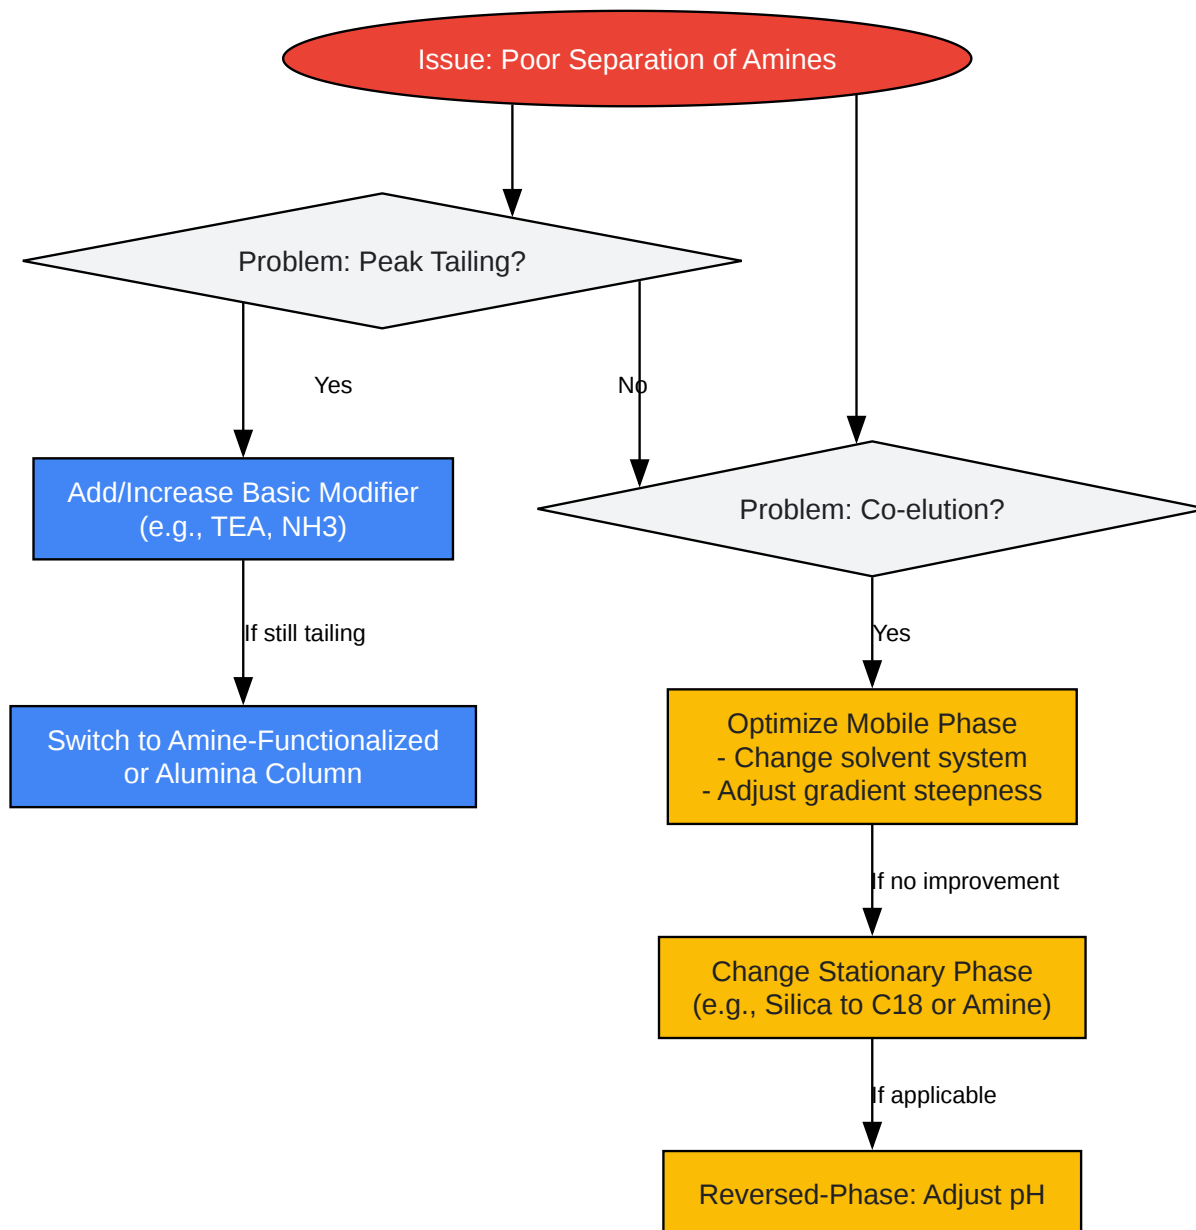 Issue: Poor Separation of Amines
Problem: Peak Tailing?
Yes
No
Add/Increase Basic Modifier
(e.g., TEA, NH3)
Problem: Co-elution?
If still tailing
Yes
Switch to Amine-Functionalized
or Alumina Column
Optimize Mobile Phase
- Change solvent system
- Adjust gradient steepness
If no improvement
Change Stationary Phase
(e.g., Silica to C18 or Amine)
If applicable
Reversed-Phase: Adjust pH